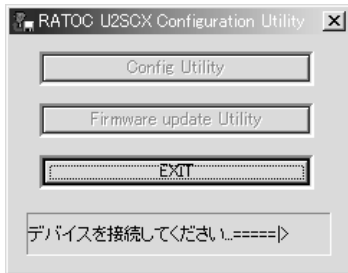 RATOC U2SCX Configuration Utility
Config Utility
Firmware update Utility
EXIT
デバイスを接続してください...=====|>